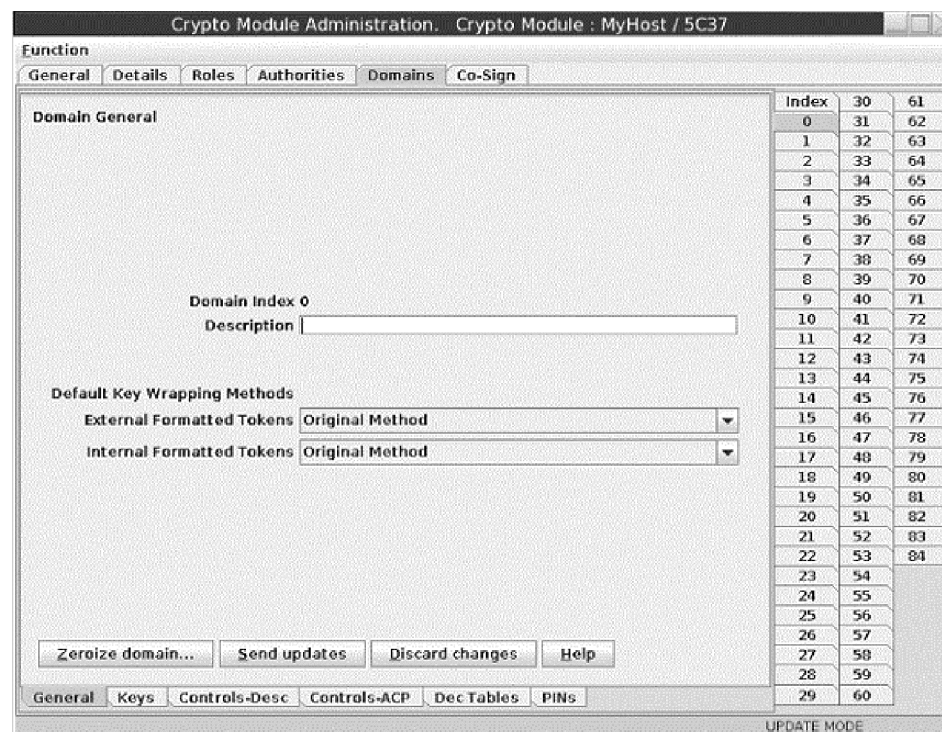 Crypto Module Administration. Crypto Module : MyHost / 5C37
Function
General Details Roles Authorities Domains Co-Sign
Domain General
Domain Index 0
Description
Default Key Wrapping Methods
External Formatted Tokens Original Method
Internal Formatted Tokens Original Method
Zeroize domain... Send updates Discard changes Help
General Keys Controls-Desc Controls-ACP Dec Tables PINs
Index 30 61
0 31 62
1 32 63
2 33 64
3 34 65
4 35 66
5 36 67
6 37 68
7 38 69
8 39 70
9 40 71
10 41 72
11 42 73
12 43 74
13 44 75
14 45 76
15 46 77
16 47 78
17 48 79
18 49 80
19 50 81
20 51 82
21 52 83
22 53 84
23 54
24 55
25 56
26 57
27 58
28 59
29 60
UPDATE MODE